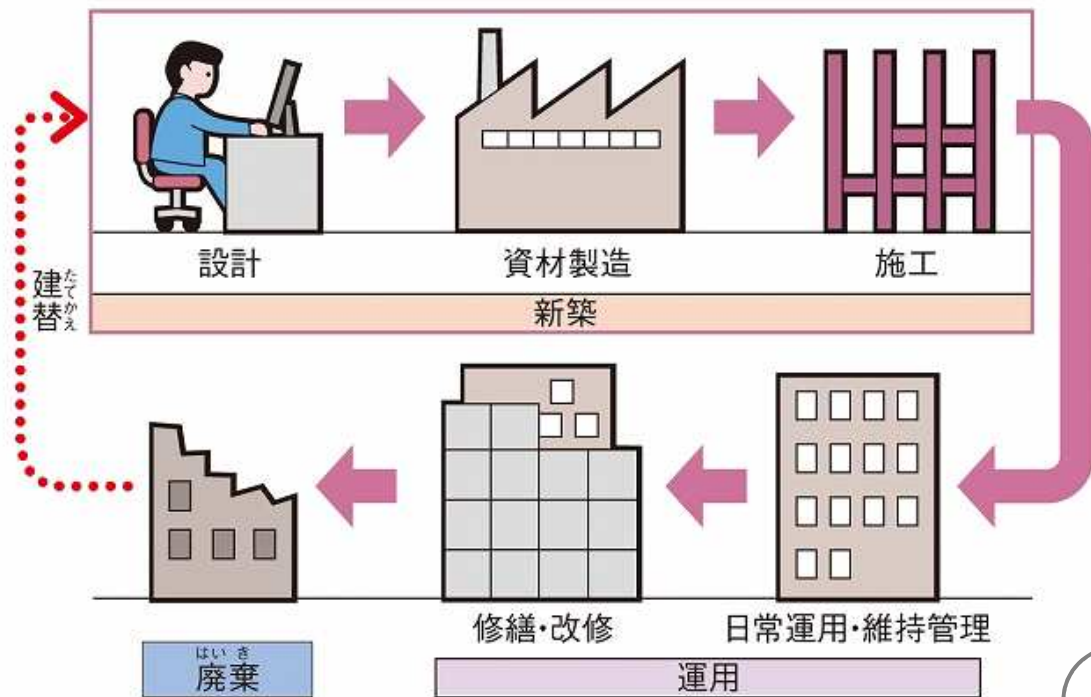 設計
資材製造
施工
新築
建替
たてかえ
修繕・改修
日常運用・維持管理
はいき
廃棄
運用